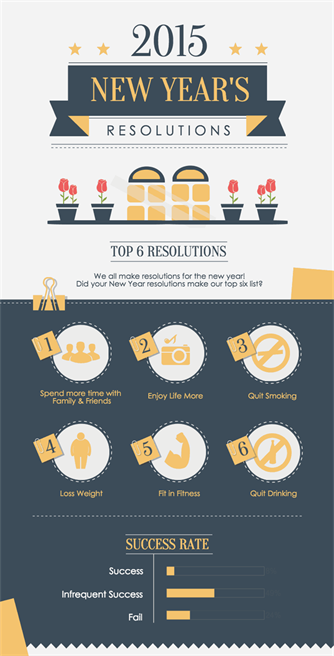 2015
NEW YEAR'S
RESOLUTIONS
TOP 6 RESOLUTIONS
We all make resolutions for the new year!
Did your New Year resolutions make our top six list?
1
Spend more time with
Family & Friends
2
Enjoy Life More
3
Quit Smoking
4
Loss Weight
5
Fit in Fitness
6
Quit Drinking
SUCCESS RATE
Success
Infrequent Success
Fail